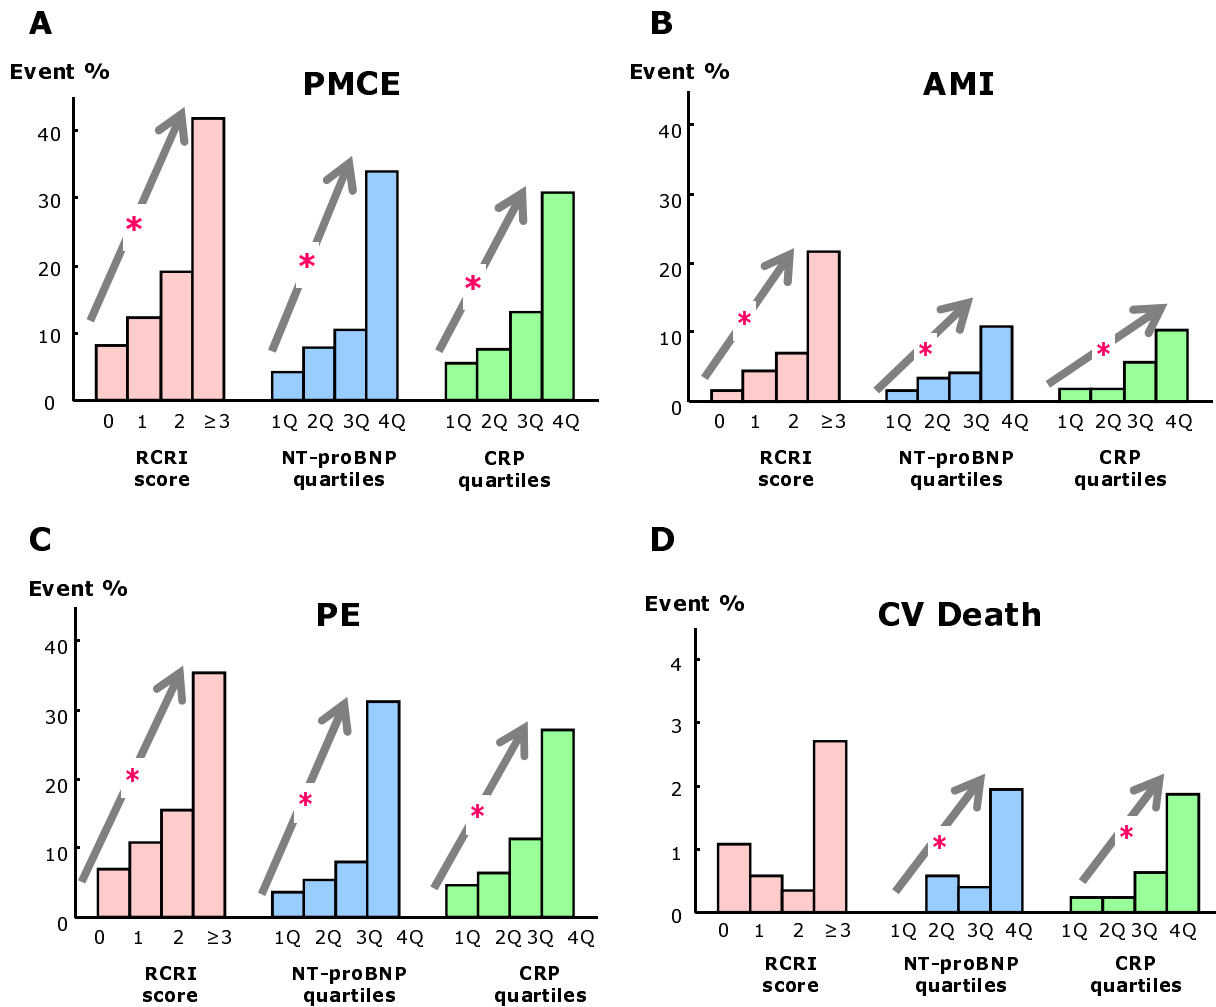 A
Event %
PMCE
40
30
20
10
0
*
*
*
0 1 2 ≥3
1Q 2Q 3Q 4Q
1Q 2Q 3Q 4Q
RCRI
score
NT-proBNP
quartiles
CRP
quartiles
B
Event %
AMI
40
30
20
10
0
*
*
*
0 1 2 ≥3
1Q 2Q 3Q 4Q
1Q 2Q 3Q 4Q
RCRI
score
NT-proBNP
quartiles
CRP
quartiles
C
Event %
PE
40
30
20
10
0
*
*
*
0 1 2 ≥3
1Q 2Q 3Q 4Q
1Q 2Q 3Q 4Q
RCRI
score
NT-proBNP
quartiles
CRP
quartiles
D
Event %
CV Death
4
3
2
1
0
*
*
0 1 2 ≥3
1Q 2Q 3Q 4Q
1Q 2Q 3Q 4Q
RCRI
score
NT-proBNP
quartiles
CRP
quartiles